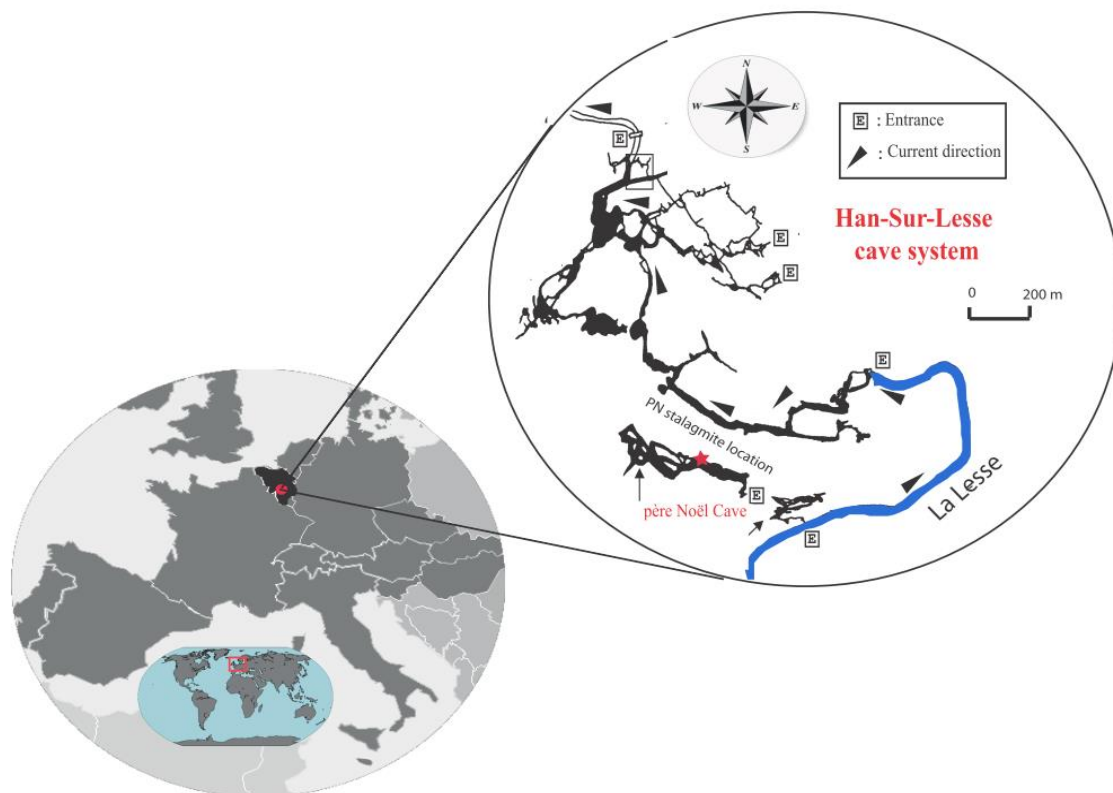 N
W
E
S
E : Entrance
: Current direction
Han-Sur-Lesse
cave system
0 200 m
E
E
E
E
PN stalagmite location
père Noël Cave
E
E
La Lesse